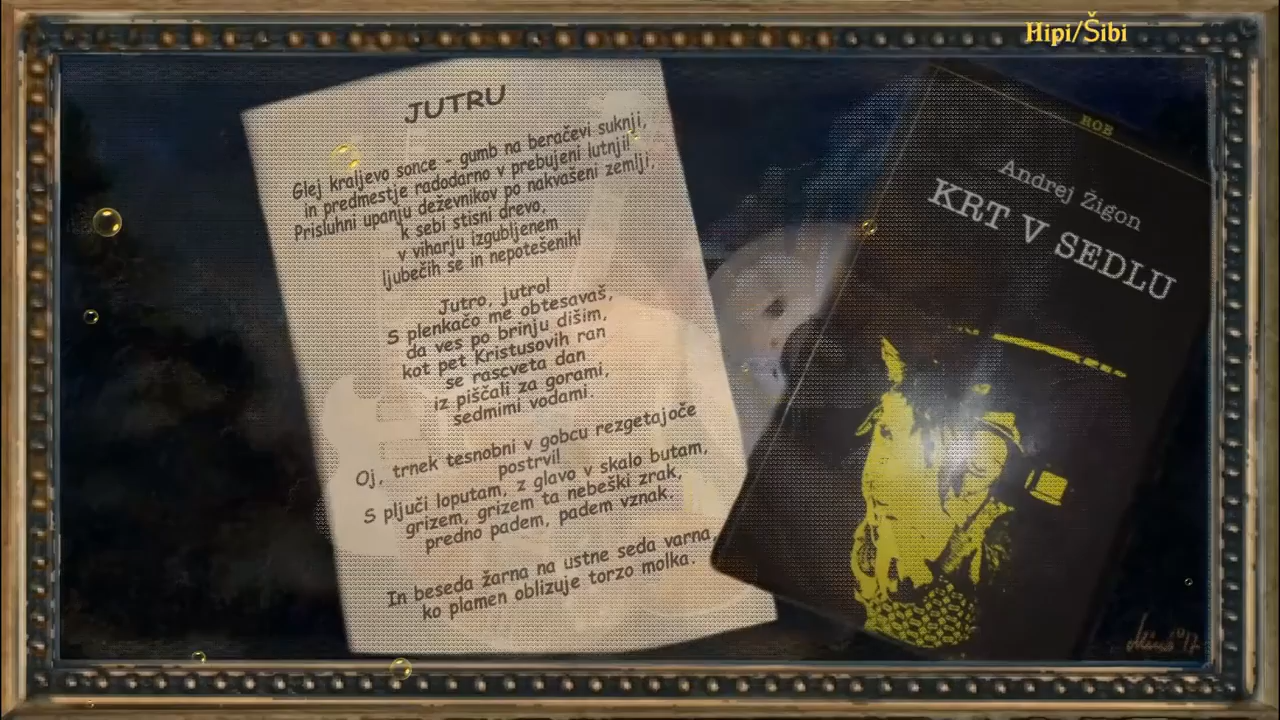 Hipi/Šibi
JUTRU
Glej kraljevo sonce - gumb na beračevi suknji,
in predmestje radodarno v prebujeni lutnji!
Prisluhni upanju deževnikov po nakvašeni zemlji,
k sebi stisni drevo,
v viharju izgubljenem
ljubečih se in nepotešenih!
Jutro, jutro!
S plenkačo me obtesavaš,
da ves po brinju dišim,
kot pet Kristusovih ran
se rascveta dan
iz piščali za gorami,
sedmimi vodami.
Oj, trnek tesnobni v gobcu rezgetajoče
postrvi!
S pljuči loputam, z glavo v skalo butam,
grizem, grizem ta nebeški zrak,
predno padem, padem vznak.
In beseda žarna na ustne seda varna,
ko plamen oblizuje torzo molka.
ROB
Andrej Žigon
KRT V SEDLU